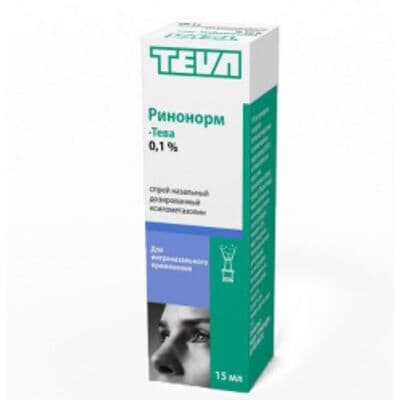 TEVA
Ринонорм
-Тева
0,1 %
спрей назальный
дозированный
ксилометазолин
Для
интраназального
применения
15 мл